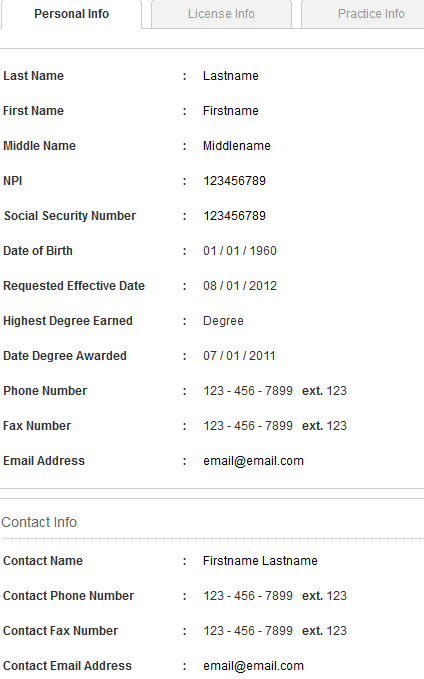 Personal Info License Info Practice Info
Last Name : Lastname
First Name : Firstname
Middle Name : Middlename
NPI : 123456789
Social Security Number : 123456789
Date of Birth : 01 / 01 / 1960
Requested Effective Date : 08 / 01 / 2012
Highest Degree Earned : Degree
Date Degree Awarded : 07 / 01 / 2011
Phone Number : 123 - 456 - 7899 ext. 123
Fax Number : 123 - 456 - 7899 ext. 123
Email Address : email@email.com
Contact Info
Contact Name : Firstname Lastname
Contact Phone Number : 123 - 456 - 7899 ext. 123
Contact Fax Number : 123 - 456 - 7899 ext. 123
Contact Email Address : email@email.com